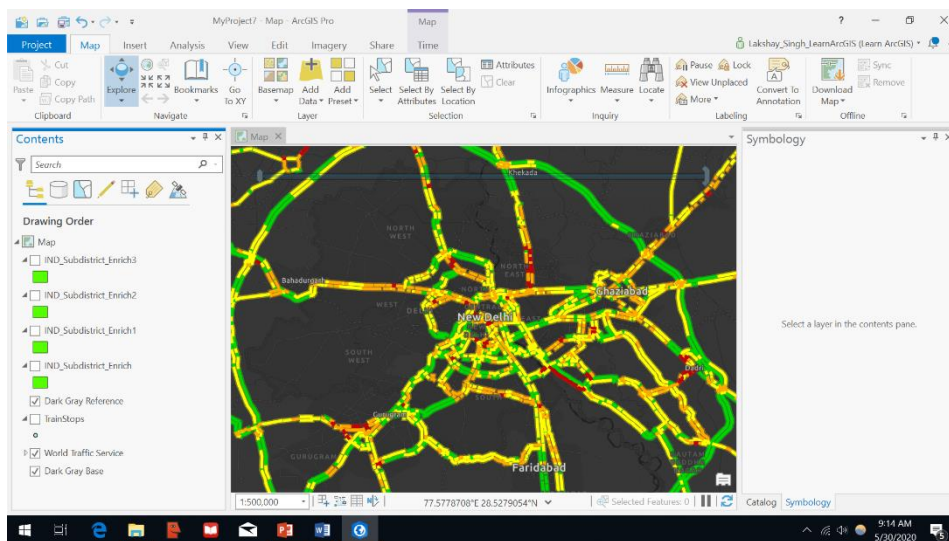 MyProject7 - Map - ArcGIS Pro
Map
? 
Project Map Insert Analysis View Edit Imagery Share Time
Lakshay_Singh_LearnArcGIS (Learn ArcGIS)
Paste
Cut
Copy
Copy Path
Clipboard
Explore
Bookmarks
Go To XY
Navigate
Basemap
Add Data
Add Preset
Layer
Select
Select By Attributes
Select By Location
Attributes
Clear
Selection
Infographics
Measure
Locate
Inquiry
Pause
Lock
View Unplaced
More
Convert To Annotation
Labeling
Download Map
Sync
Remove
Offline
Contents
Search
Drawing Order
Map
IND_Subdistrict_Enrich3
IND_Subdistrict_Enrich2
IND_Subdistrict_Enrich1
IND_Subdistrict_Enrich
Dark Gray Reference
TrainStops
World Traffic Service
Dark Gray Base
Map
Khekada
NORTH WEST
GHAZIABAD
NORTH EAST
Bahadurgarh
Ghaziabad
WEST
New Delhi
SOUTH WEST
Dadri
SOUTH
Gurugram
GURUGRAM
Faridabad
1:500,000
77.5778708°E 28.5279054°N
Selected Features: 0
Symbology
Select a layer in the contents pane.
Catalog Symbology
9:14 AM
5/30/2020